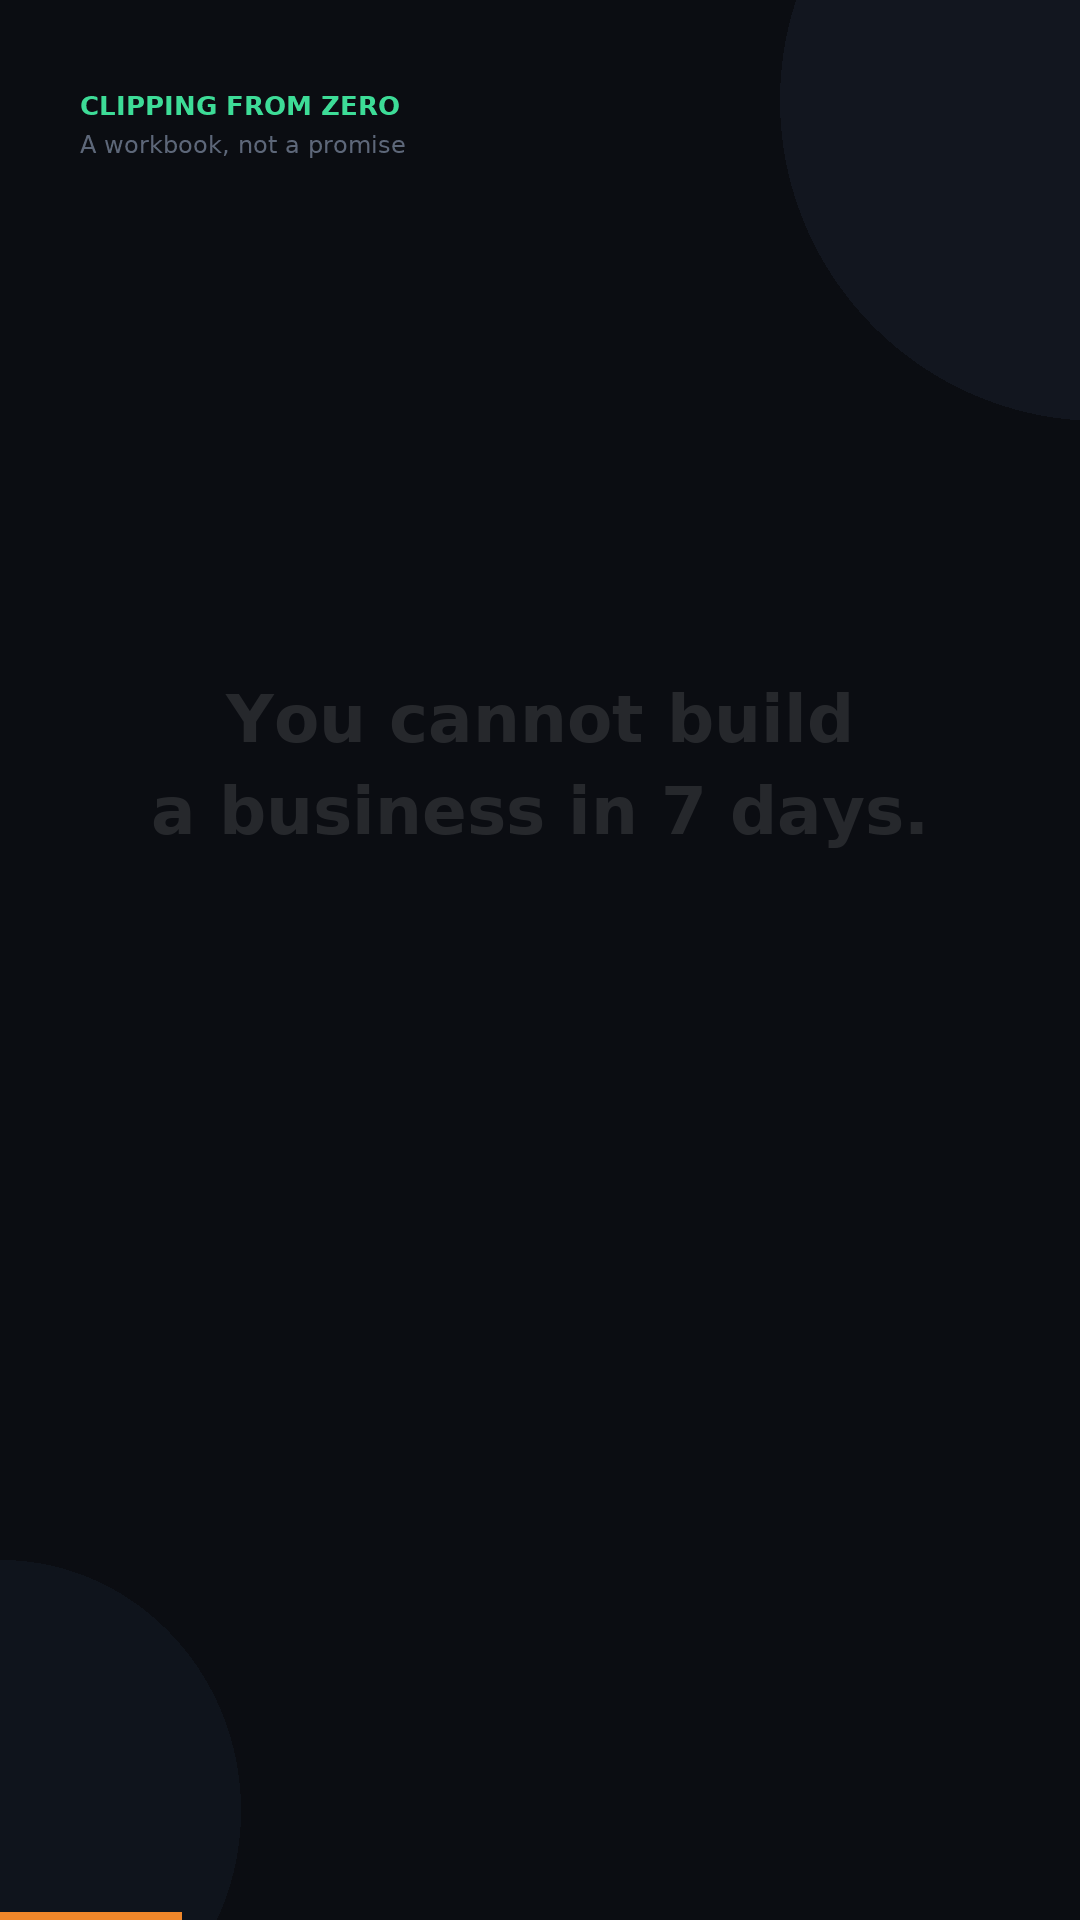 CLIPPING FROM ZERO
A workbook, not a promise
You cannot build
a business in 7 days.